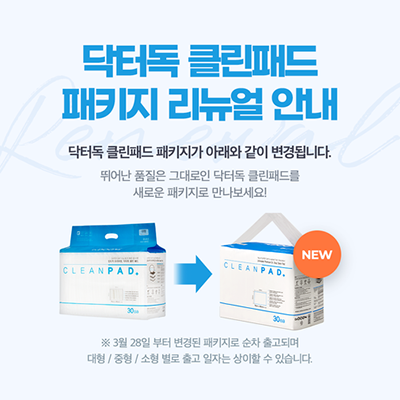 닥터독 클린패드
패키지 리뉴얼 안내
Renewal
닥터독 클린패드 패키지가 아래와 같이 변경됩니다.
뛰어난 품질은 그대로인 닥터독 클린패드를
새로운 패키지로 만나보세요!
CLEANPAD.
30
NEW
CLEANPAD.
30
※ 3월 28일 부터 변경된 패키지로 순차 출고되며
대형 / 중형 / 소형 별로 출고 일자는 상이할 수 있습니다.